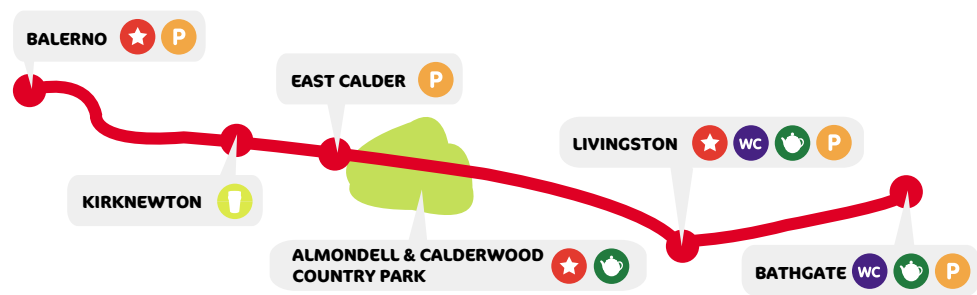 BALERNO P
EAST CALDER P
LIVINGSTON WC P
KIRKNEWTON
ALMONDELL & CALDERWOOD
COUNTRY PARK
BATHGATE WC P